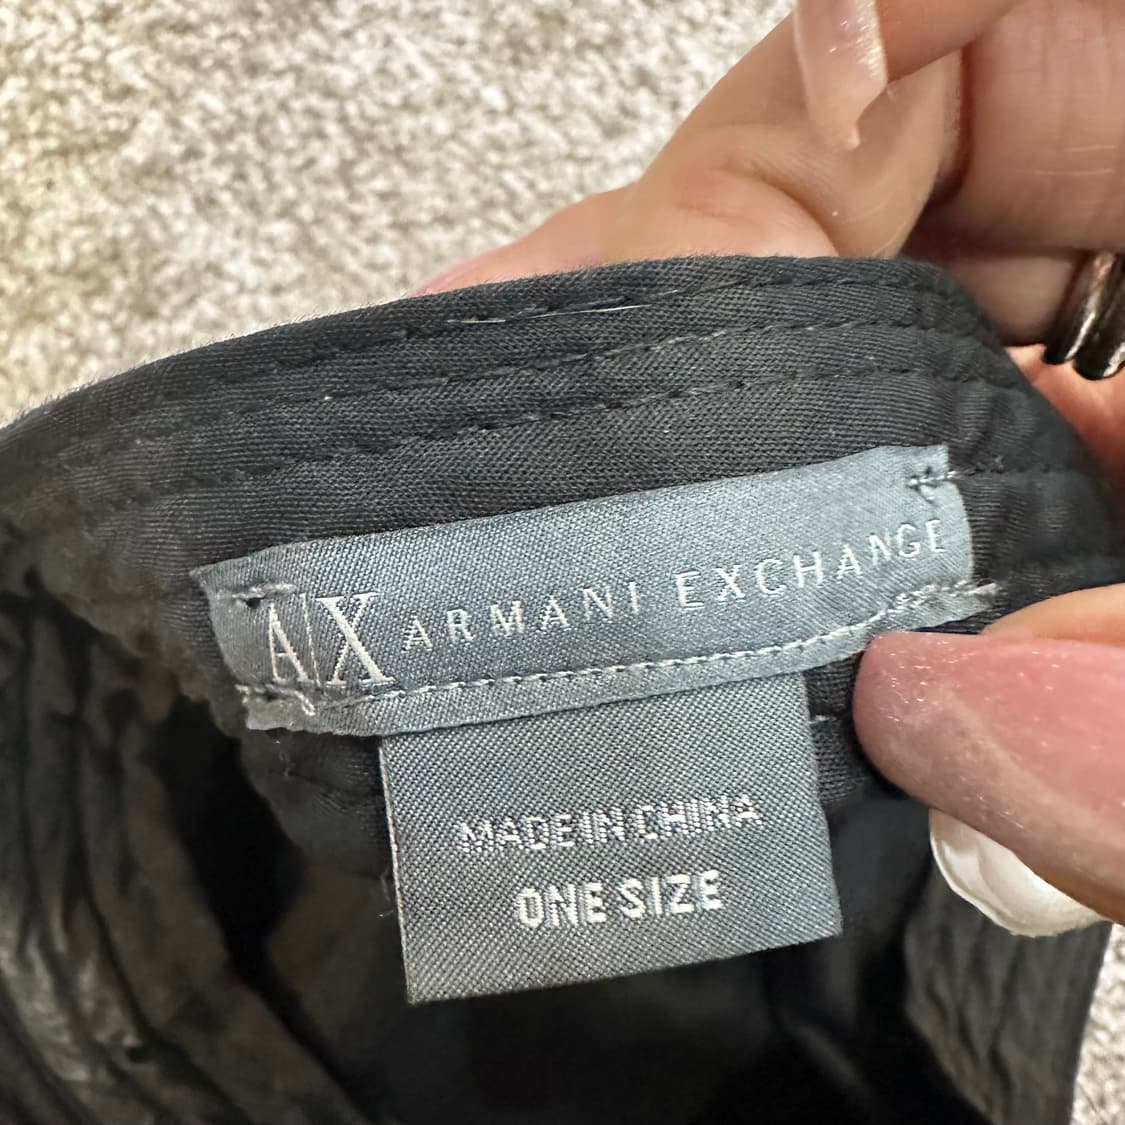 A|X ARMANI EXCHANGE
MADE IN CHINA
ONE SIZE